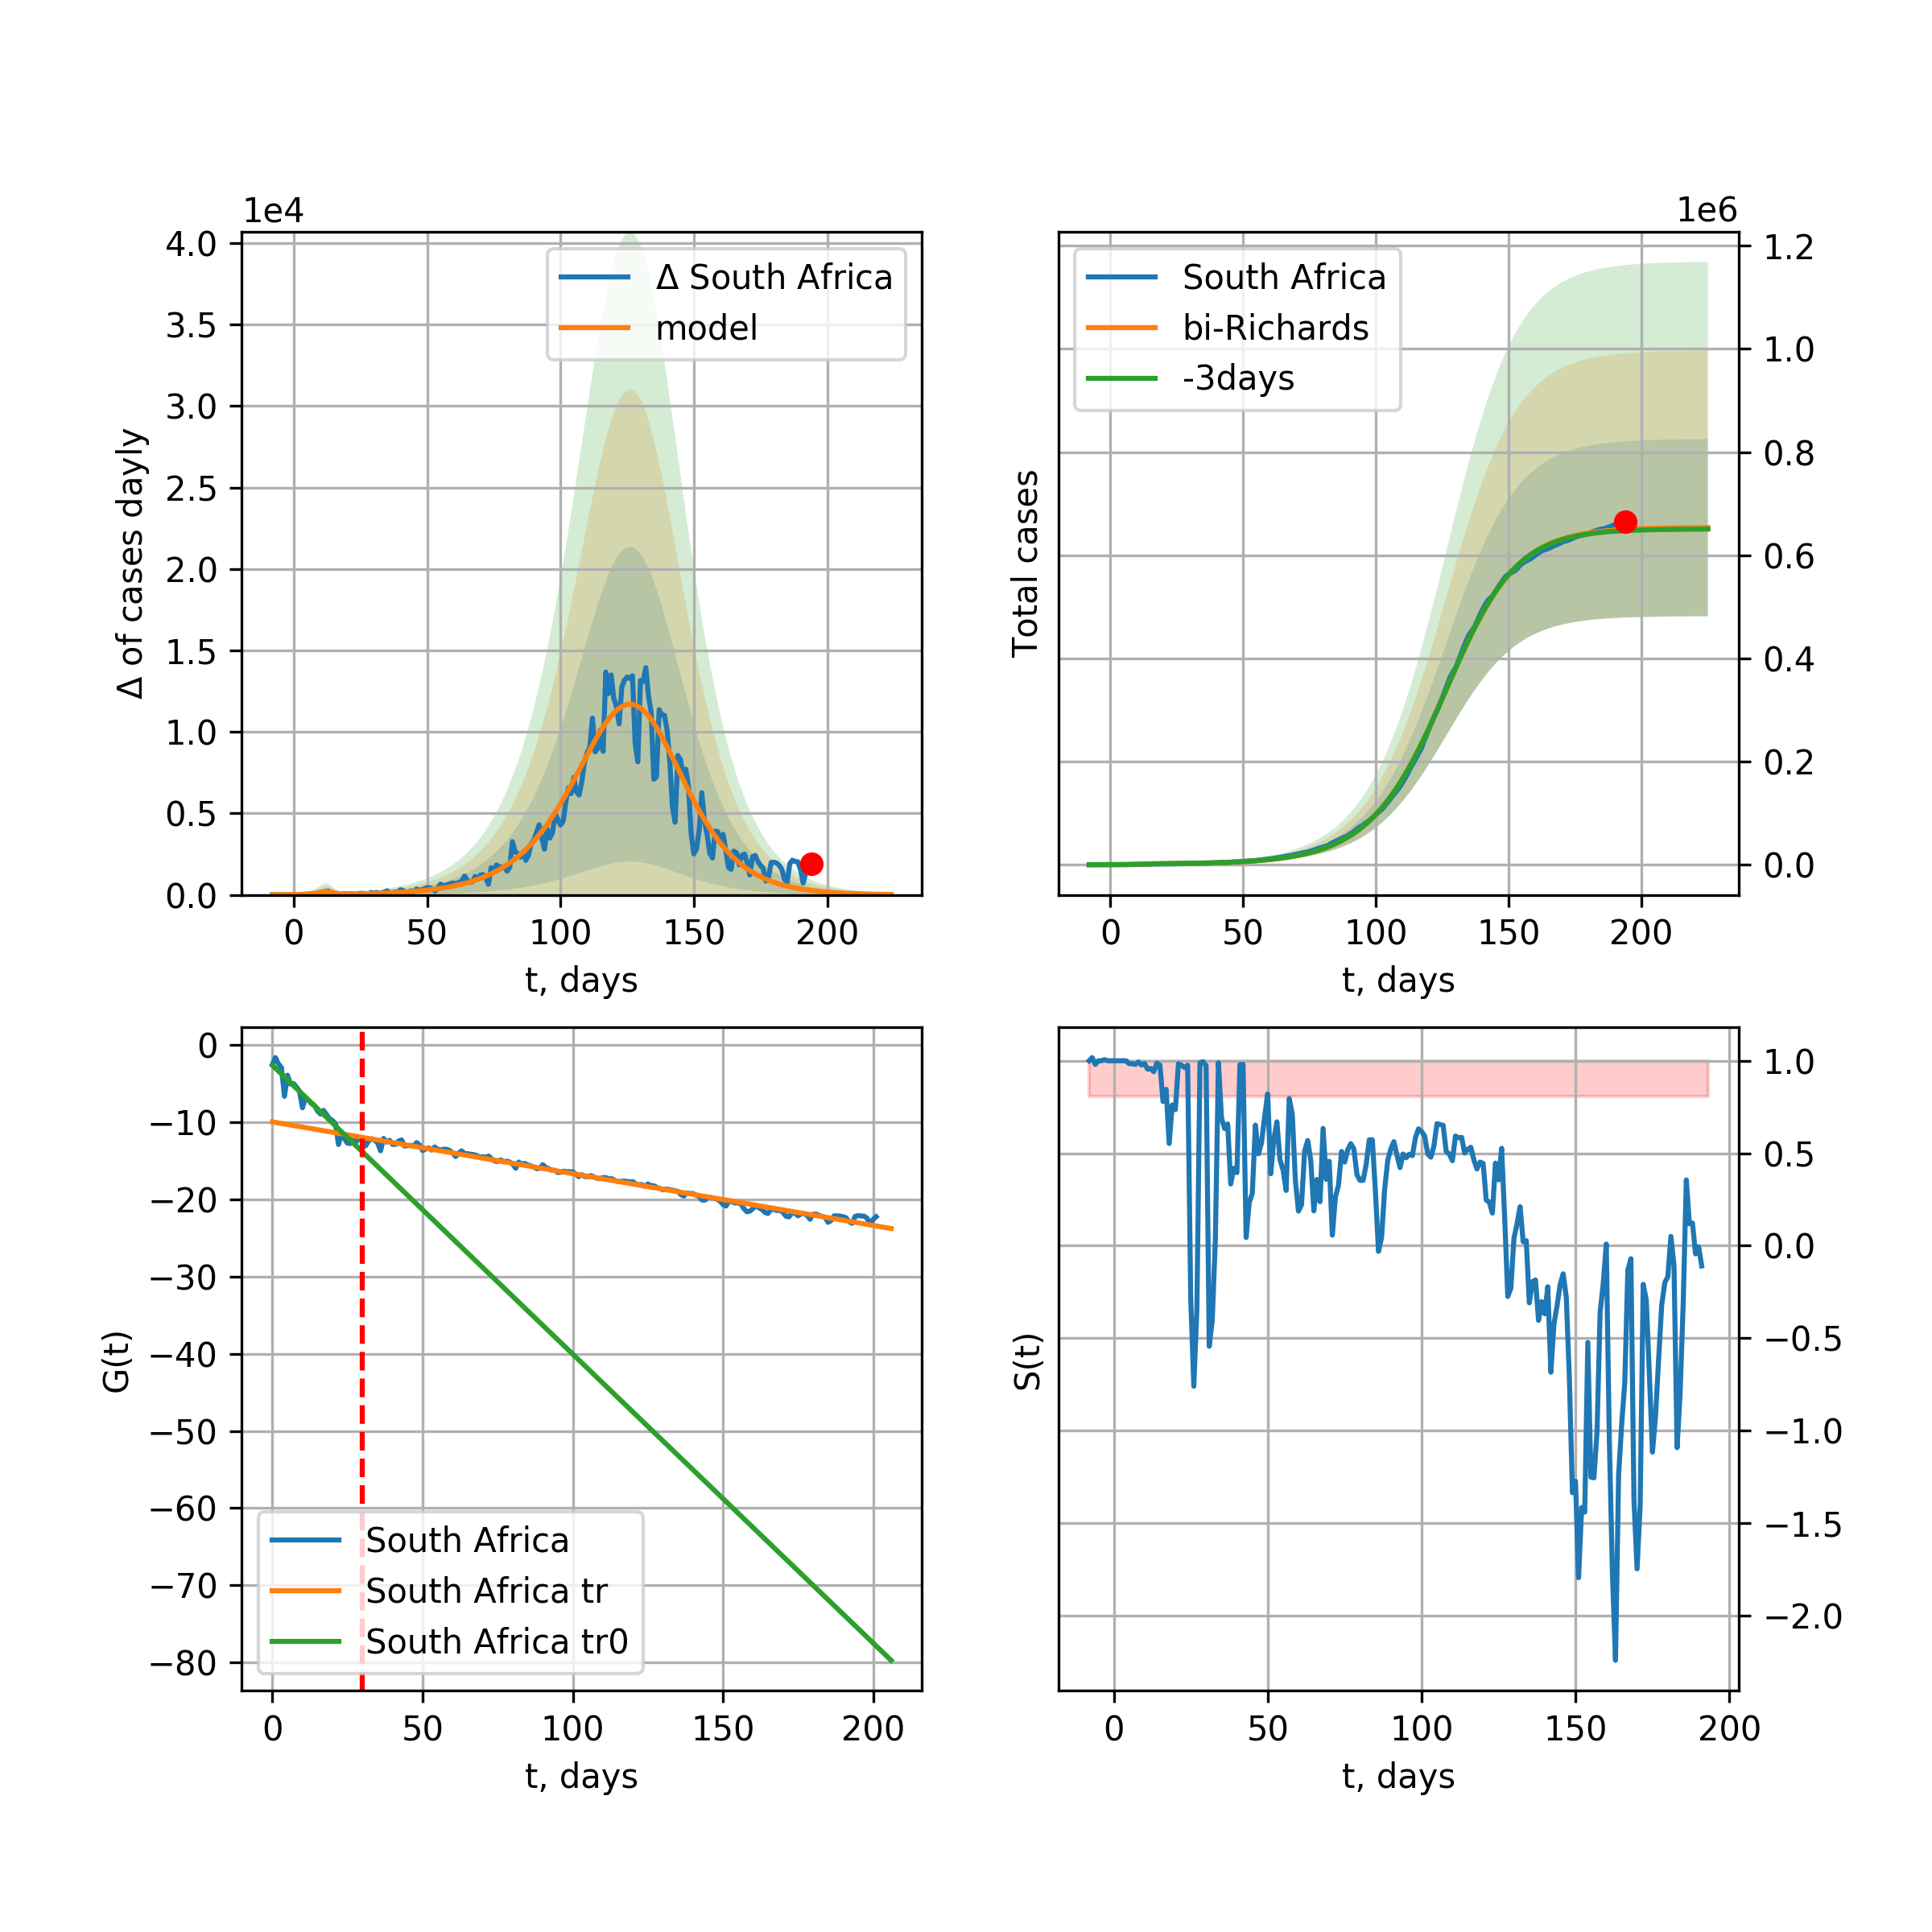 1e4
4.0
3.5
3.0
2.5
2.0
1.5
1.0
0.5
0.0
Δ of cases dayly
Δ South Africa
model
0 50 100 150 200
t, days
1e6
1.2
1.0
0.8
0.6
0.4
0.2
0.0
Total cases
South Africa
bi-Richards
-3days
0 50 100 150 200
t, days
0
−10
−20
−30
−40
−50
−60
−70
−80
G(t)
South Africa
South Africa tr
South Africa tr0
0 50 100 150 200
t, days
1.0
0.5
0.0
−0.5
−1.0
−1.5
−2.0
S(t)
0 50 100 150 200
t, days